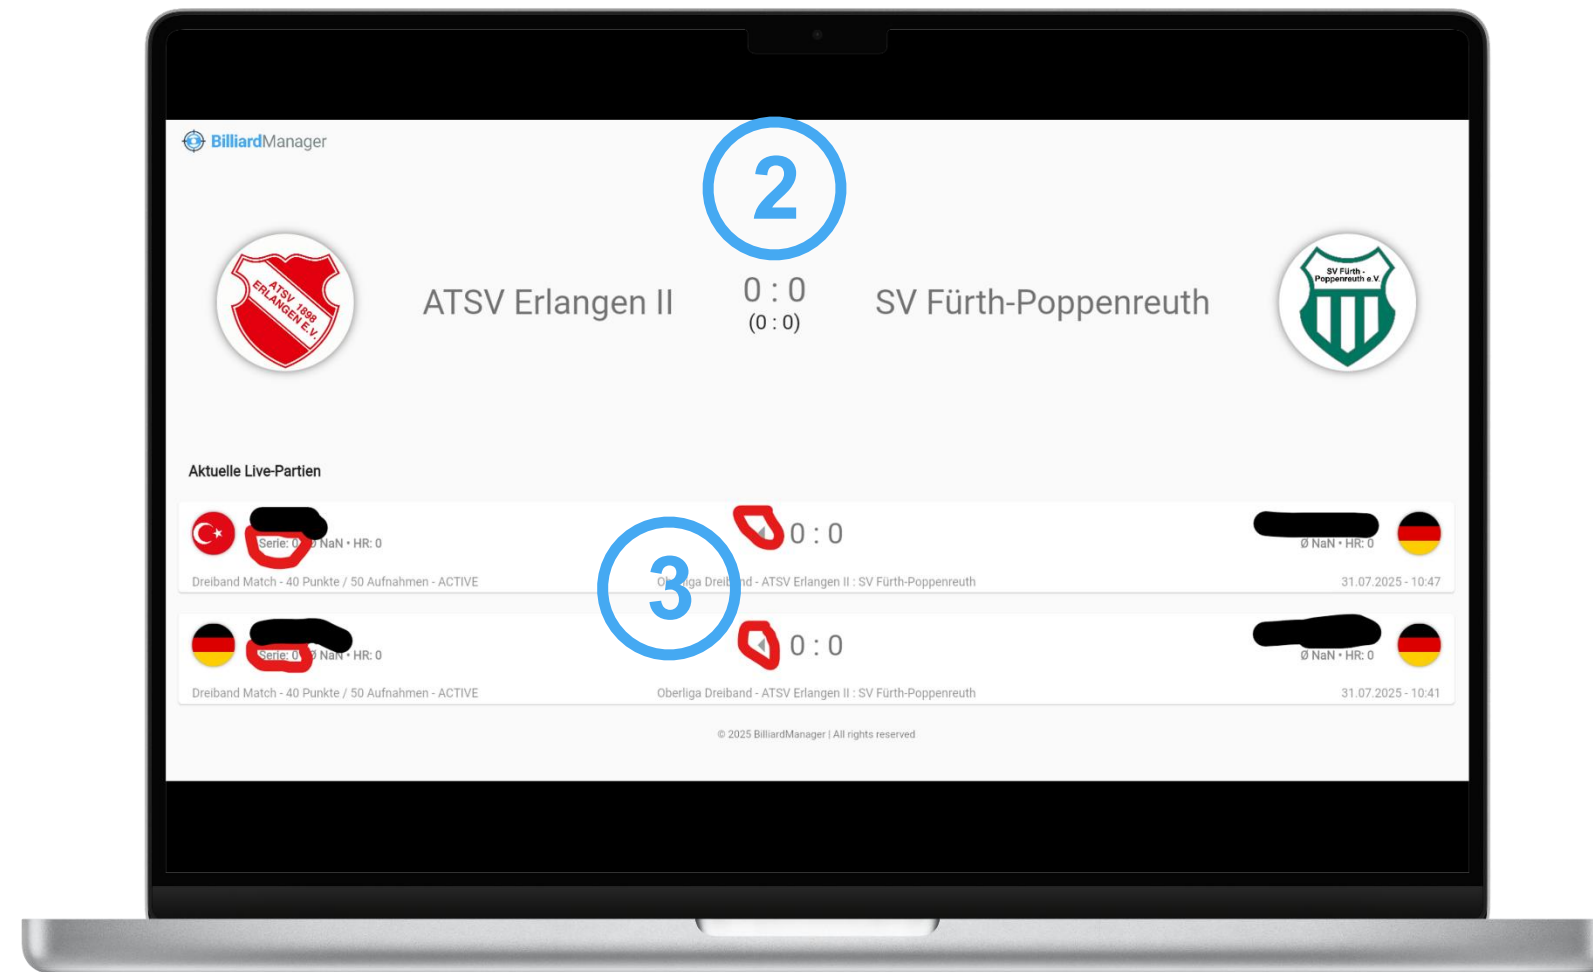 BilliardManager
2
ATSV Erlangen II
0 : 0
(0 : 0)
SV Fürth-Poppenreuth
ATSV 1898
ERLANGEN E.V.
SV Fürth -
Poppenreuth e.V.
Aktuelle Live-Partien
Serie: 0 Ø NaN • HR: 0
0 : 0
Ø NaN • HR: 0
Dreiband Match - 40 Punkte / 50 Aufnahmen - ACTIVE
Oberliga Dreiband - ATSV Erlangen II : SV Fürth-Poppenreuth
31.07.2025 - 10:47
3
Serie: 0 Ø NaN • HR: 0
0 : 0
Ø NaN • HR: 0
Dreiband Match - 40 Punkte / 50 Aufnahmen - ACTIVE
Oberliga Dreiband - ATSV Erlangen II : SV Fürth-Poppenreuth
31.07.2025 - 10:41
© 2025 BilliardManager | All rights reserved